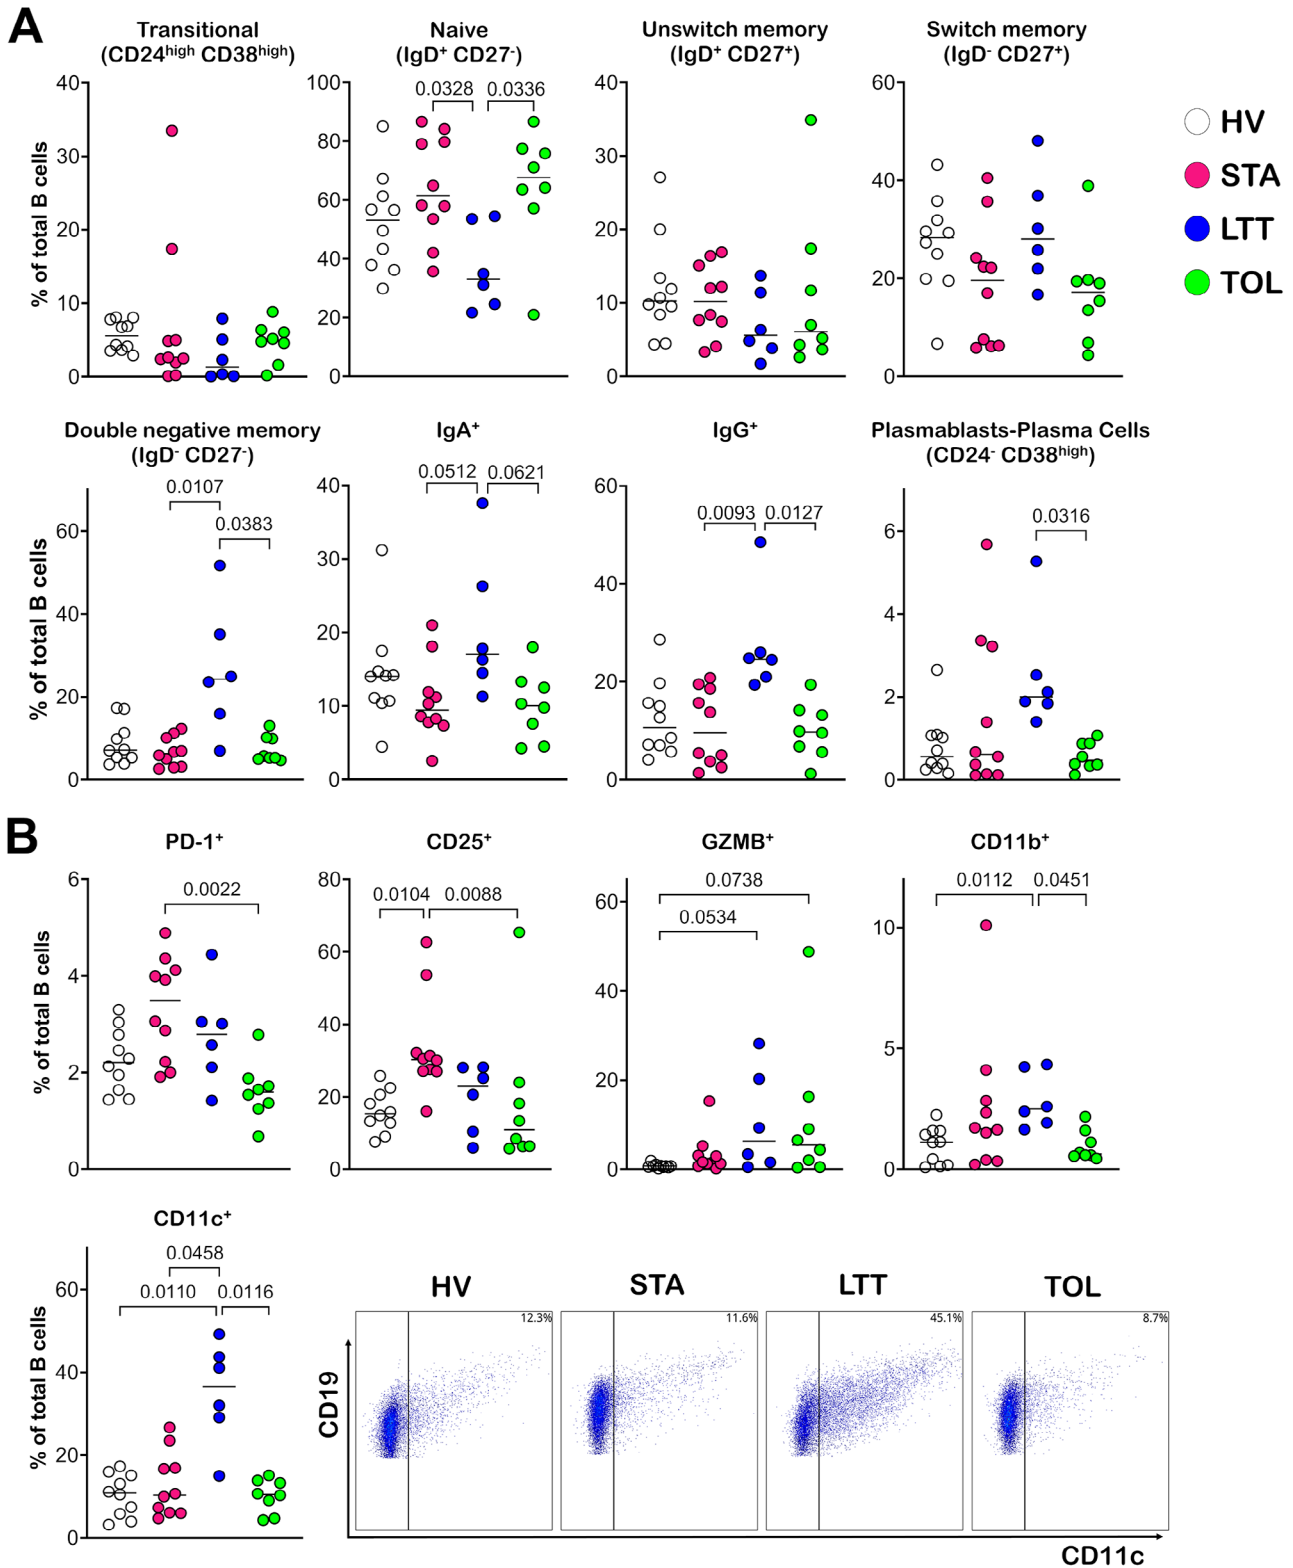 A
Transitional
(CD24high CD38high)
Naive
(IgD+ CD27-)
Unswitch memory
(IgD+ CD27+)
Switch memory
(IgD- CD27+)
% of total B cells
40
30
20
10
0
100
80
60
40
20
0
0.0328
0.0336
40
30
20
10
0
60
40
20
0
HV
STA
LTT
TOL
Double negative memory
(IgD- CD27-)
IgA+
IgG+
Plasmablasts-Plasma Cells
(CD24- CD38high)
% of total B cells
60
40
20
0
0.0107
0.0383
40
30
20
10
0
0.0512
0.0621
60
40
20
0
0.0093
0.0127
6
4
2
0
0.0316
B
PD-1+
CD25+
GZMB+
CD11b+
% of total B cells
6
4
2
0
0.0022
80
60
40
20
0
0.0104
0.0088
60
40
20
0
0.0738
0.0534
10
5
0
0.0112
0.0451
CD11c+
% of total B cells
60
40
20
0
0.0458
0.0110
0.0116
HV
STA
LTT
TOL
12.3%
11.6%
45.1%
8.7%
CD19
CD11c